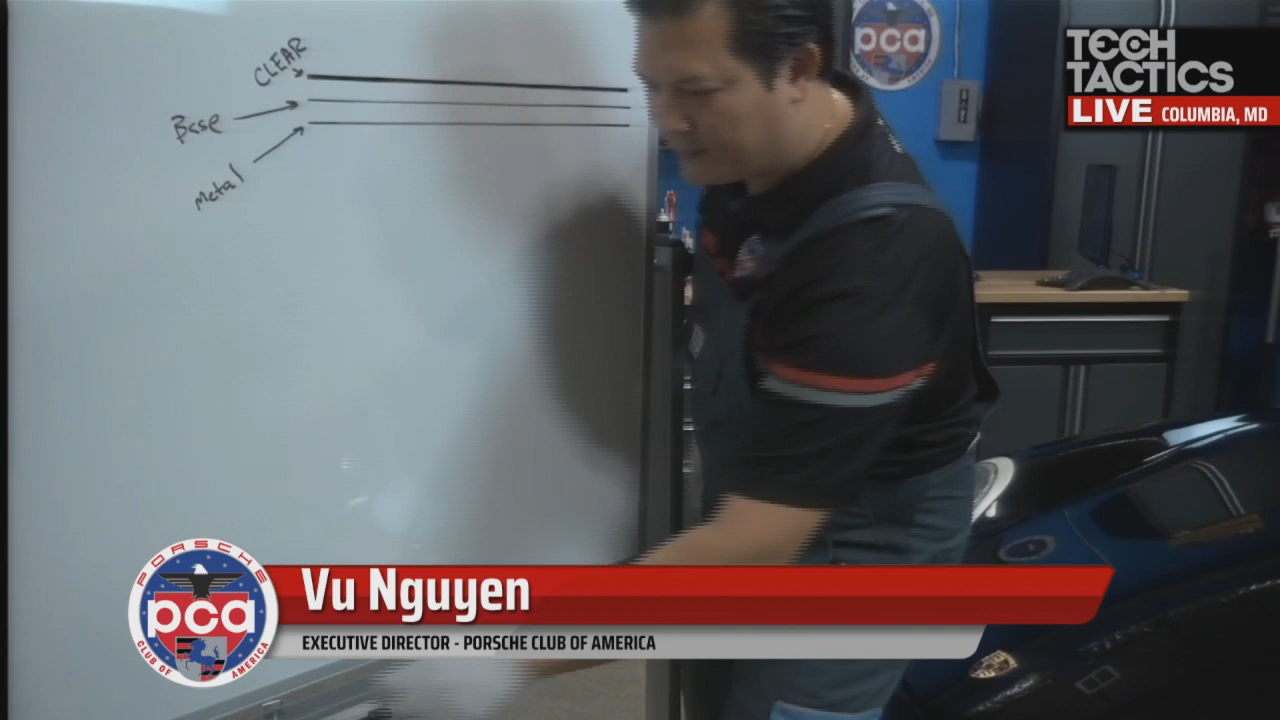 CLEAR
Base
Metal
pca
TECH
TACTICS
LIVE COLUMBIA, MD
PORSCHE
pca
CLUB OF AMERICA
Vu Nguyen
EXECUTIVE DIRECTOR - PORSCHE CLUB OF AMERICA